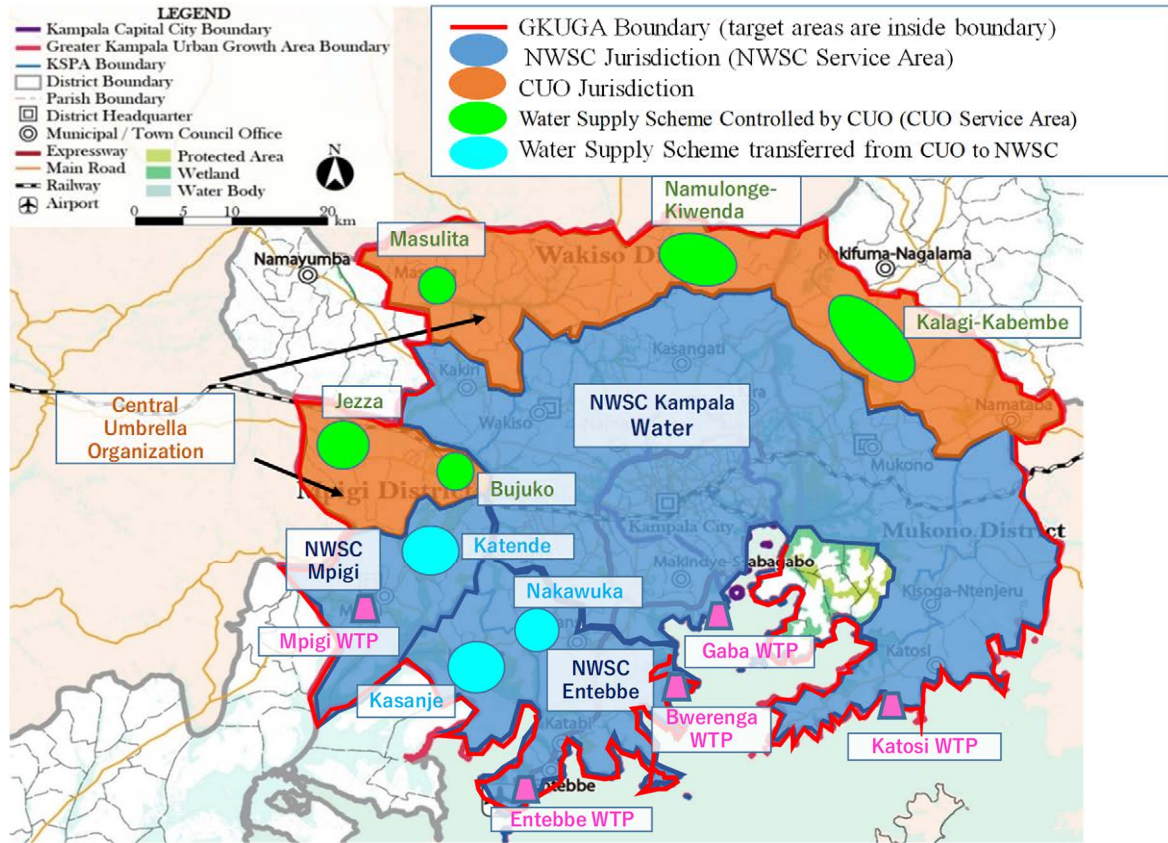 LEGEND
Kampala Capital City Boundary
Greater Kampala Urban Growth Area Boundary
KSPA Boundary
District Boundary
Parish Boundary
District Headquarter
Municipal / Town Council Office
Expressway
Main Road
Railway
Airport
Protected Area
Wetland
Water Body
N
0 10 20
km
GKUGA Boundary (target areas are inside boundary)
NWSC Jurisdiction (NWSC Service Area)
CUO Jurisdiction
Water Supply Scheme Controlled by CUO (CUO Service Area)
Water Supply Scheme transferred from CUO to NWSC
Namulonge-
Kiwenda
Masulita
Wakiso
Namayumba
kifuma-Nagalama
Kalagi-Kabembe
Kasangati
Kakiri
Jezza
Central
Umbrella
Organization
NWSC Kampala
Water
Namataba
Wakiso
Mukono
Mpigi District
Bujuko
Kampala City
Mukono District
NWSC
Mpigi
Katende
Makindye-S
abagabo
Nakawuka
Kisoga-Ntenjeru
Mpigi WTP
Gaba WTP
NWSC
Entebbe
Katosi
Kasanje
Bwerenga
WTP
Katabi
Katosi WTP
ntebbe
Entebbe WTP